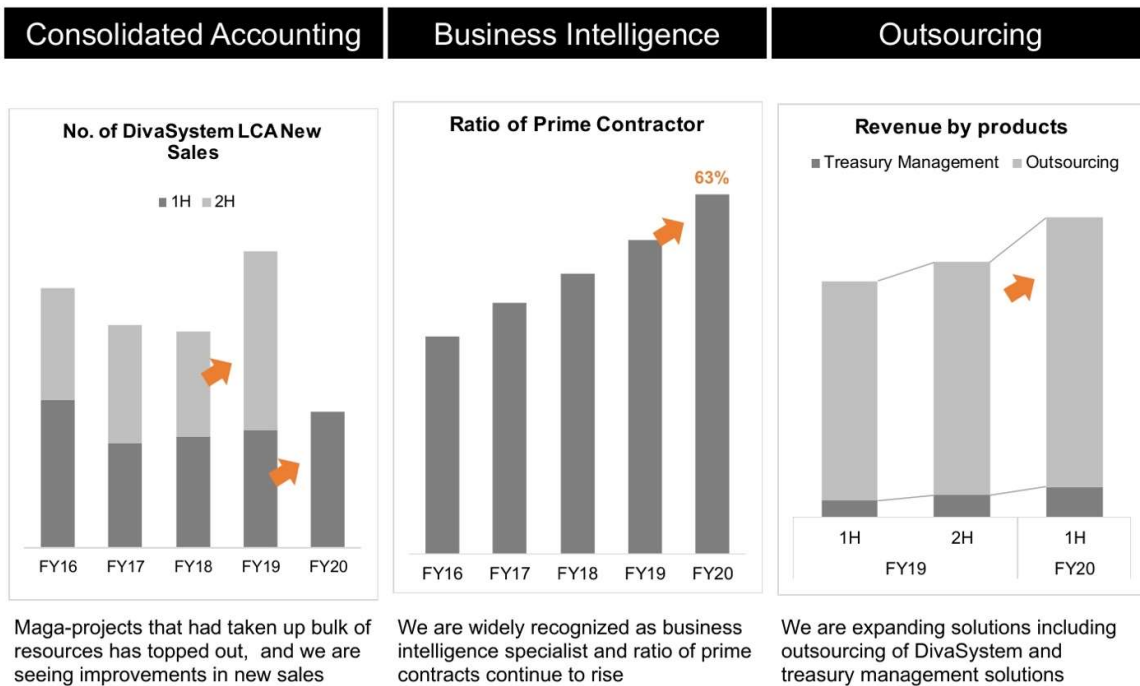 Consolidated Accounting
Business Intelligence
Outsourcing
No. of DivaSystem LCA New
Sales
1H 2H
FY16 FY17 FY18 FY19 FY20
Ratio of Prime Contractor
63%
FY16 FY17 FY18 FY19 FY20
Revenue by products
Treasury Management Outsourcing
1H 2H 1H
FY19 FY20
Maga-projects that had taken up bulk of
resources has topped out, and we are
seeing improvements in new sales
We are widely recognized as business
intelligence specialist and ratio of prime
contracts continue to rise
We are expanding solutions including
outsourcing of DivaSystem and
treasury management solutions